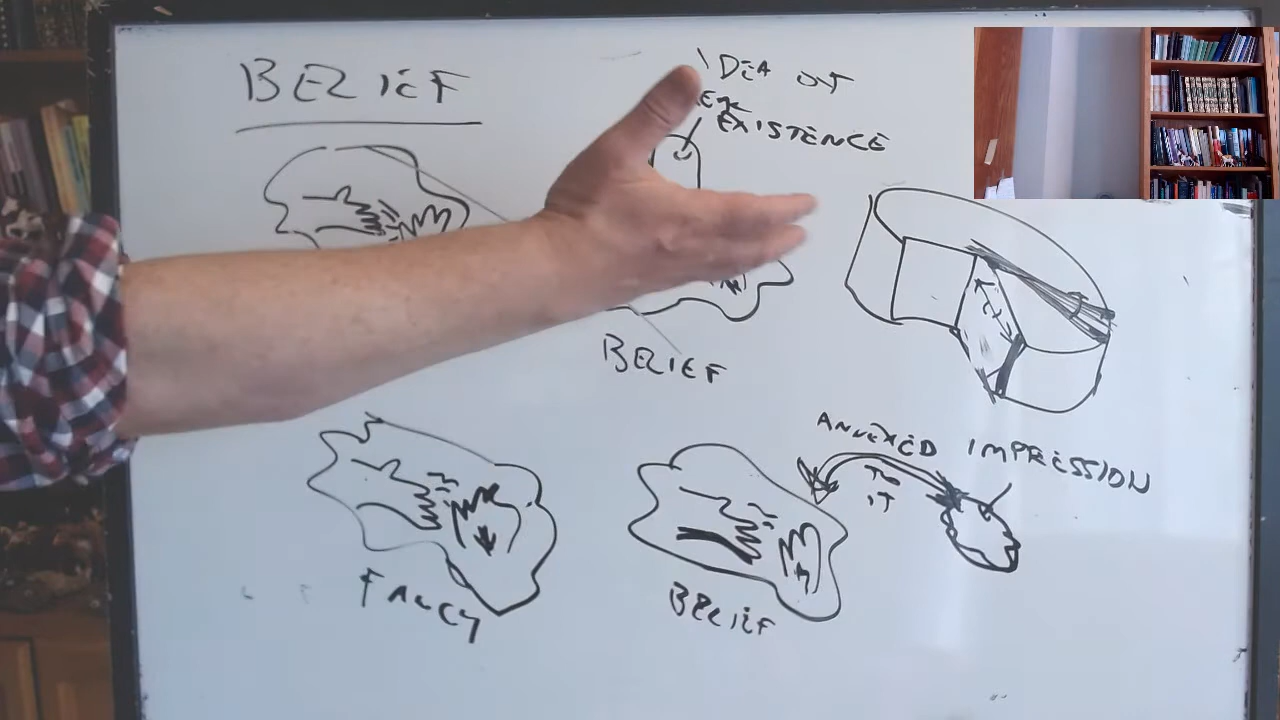 BELIEF
IDEA OF
EXISTENCE
BELIEF
ANNEXED IMPRESSION
TO
IT
FANCY
BELIEF